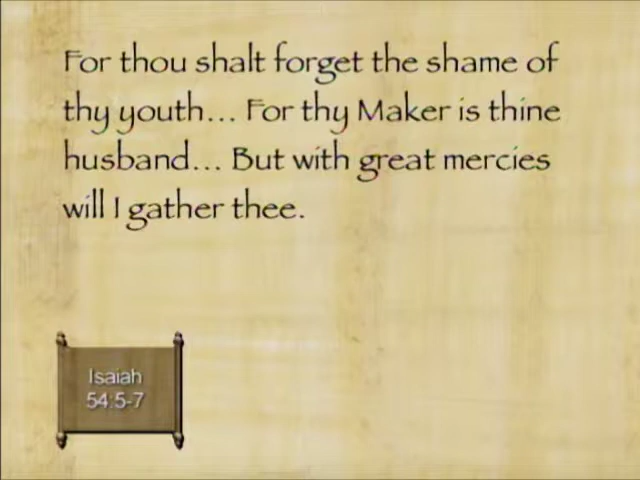 For thou shalt forget the shame of
thy youth... For thy Maker is thine
husband... But with great mercies
will I gather thee.
Isaiah
54:5-7